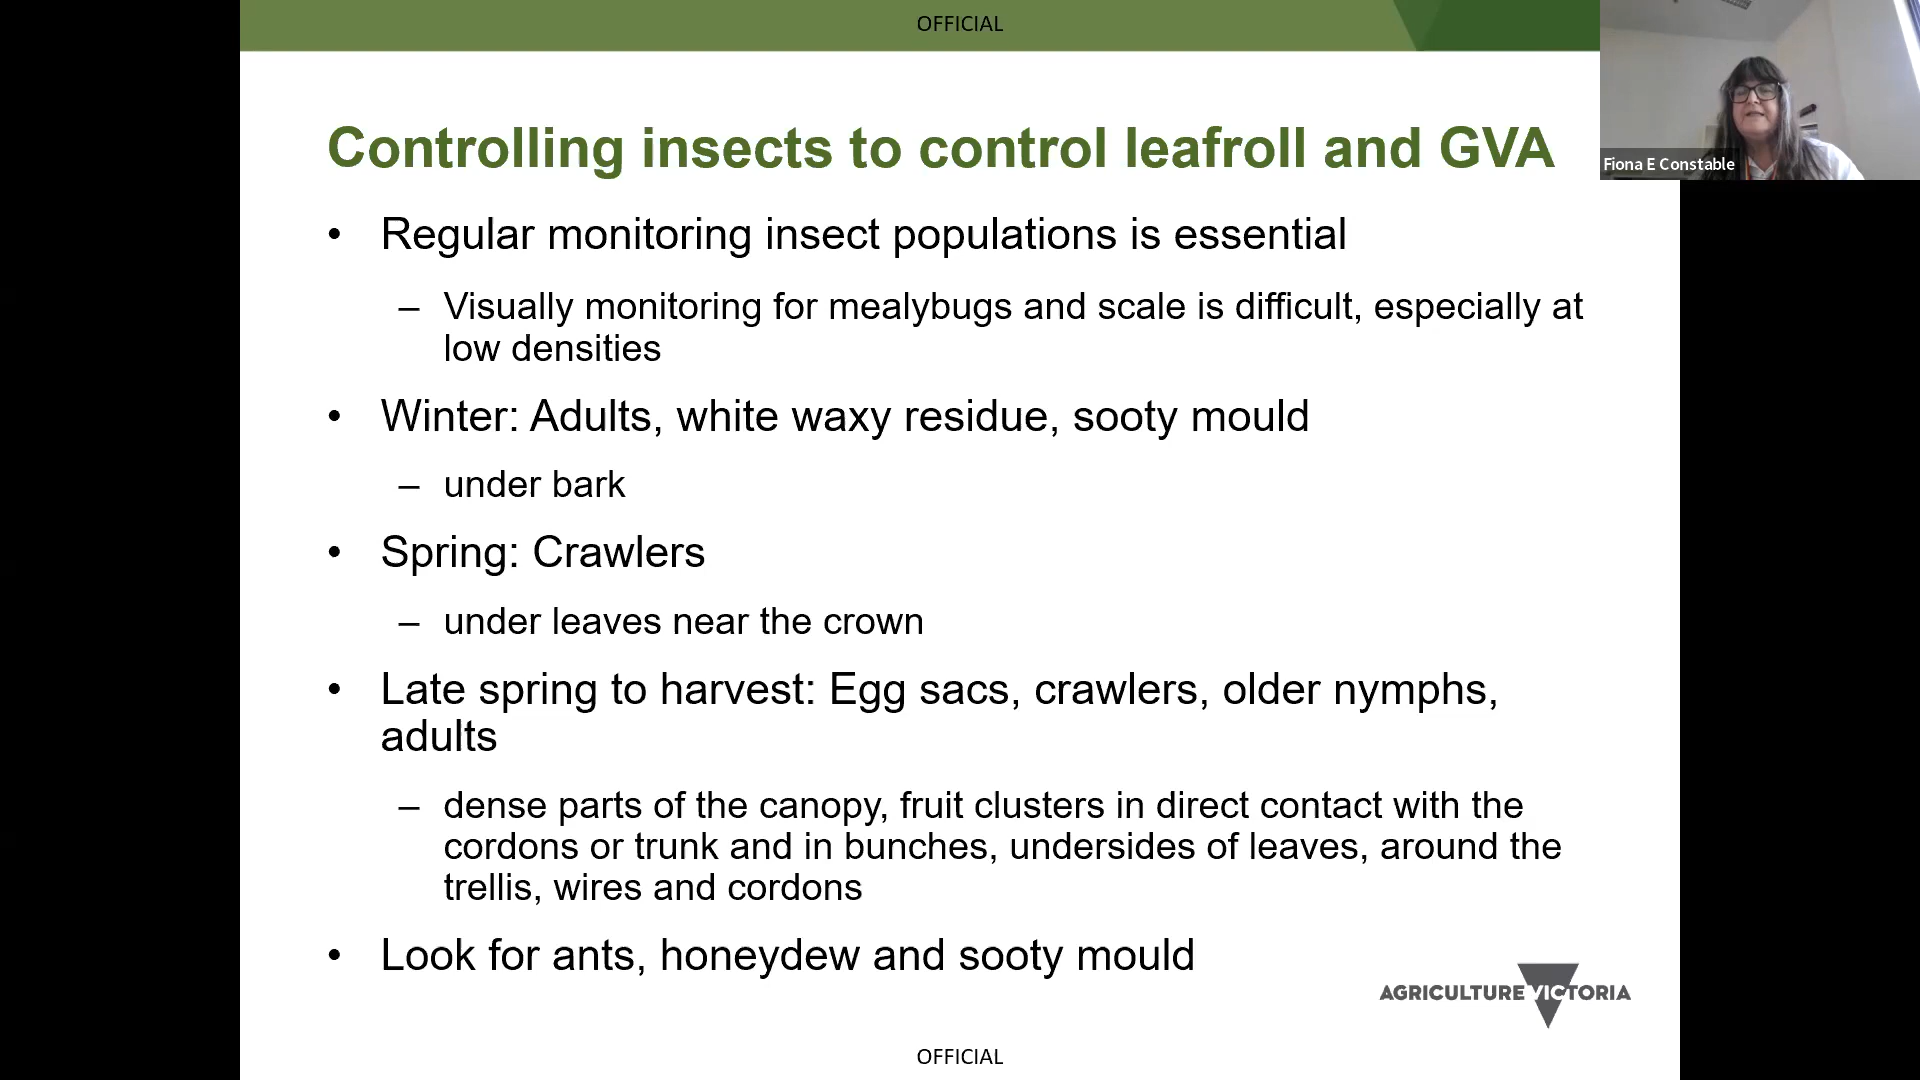 OFFICIAL
Fiona E Constable
Controlling insects to control leafroll and GVA
• Regular monitoring insect populations is essential
– Visually monitoring for mealybugs and scale is difficult, especially at
low densities
• Winter: Adults, white waxy residue, sooty mould
– under bark
• Spring: Crawlers
– under leaves near the crown
• Late spring to harvest: Egg sacs, crawlers, older nymphs,
adults
– dense parts of the canopy, fruit clusters in direct contact with the
cordons or trunk and in bunches, undersides of leaves, around the
trellis, wires and cordons
• Look for ants, honeydew and sooty mould
AGRICULTURE VICTORIA
OFFICIAL